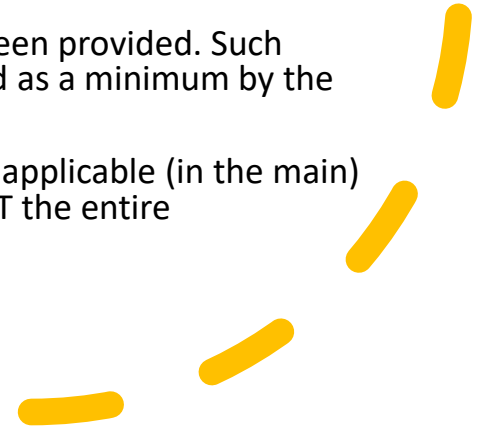 een provided. Such
d as a minimum by the
applicable (in the main)
T the entire